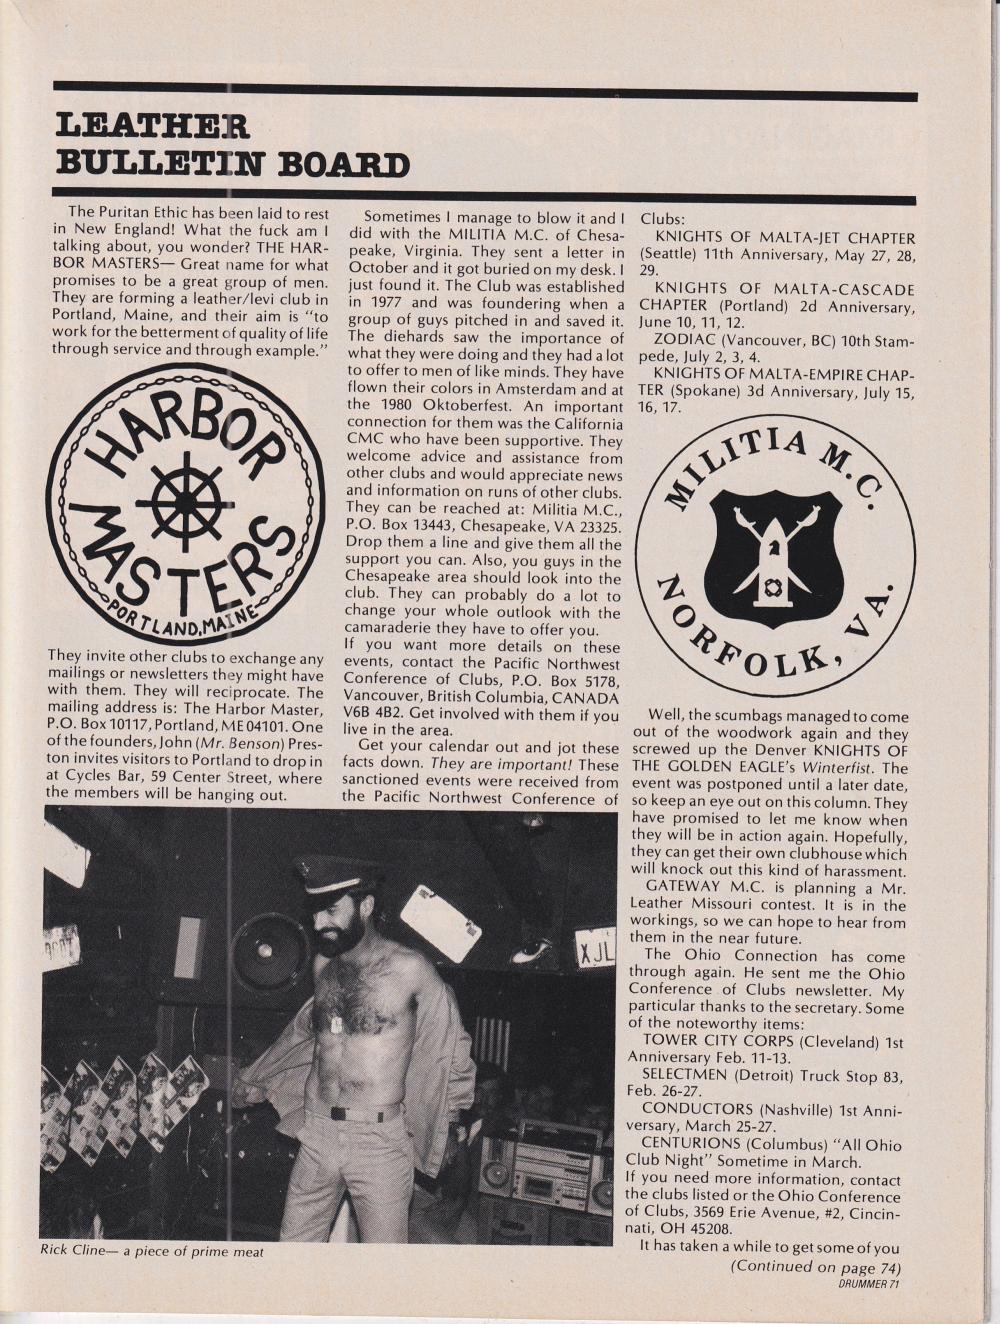 LEATHER
BULLETIN BOARD
The Puritan Ethic has been laid to rest
in New England! What the fuck am I
talking about, you wonder? THE HAR-
BOR MASTERS— Great name for what
promises to be a great group of men.
They are forming a leather/levi club in
Portland, Maine, and their aim is "to
work for the betterment of quality of life
through service and through example."
HARBOR
MASTERS
PORTLAND, MAINE
They invite other clubs to exchange any
mailings or newsletters they might have
with them. They will reciprocate. The
mailing address is: The Harbor Master,
P.O. Box 10117, Portland, ME 04101. One
of the founders, John (Mr. Benson) Pres-
ton invites visitors to Portland to drop in
at Cycles Bar, 59 Center Street, where
the members will be hanging out.
Sometimes I manage to blow it and I
did with the MILITIA M.C. of Chesa-
peake, Virginia. They sent a letter in
October and it got buried on my desk. I
just found it. The Club was established
in 1977 and was foundering when a
group of guys pitched in and saved it.
The diehards saw the importance of
what they were doing and they had a lot
to offer to men of like minds. They have
flown their colors in Amsterdam and at
the 1980 Oktoberfest. An important
connection for them was the California
CMC who have been supportive. They
welcome advice and assistance from
other clubs and would appreciate news
and information on runs of other clubs.
They can be reached at: Militia M.C.,
P.O. Box 13443, Chesapeake, VA 23325.
Drop them a line and give them all the
support you can. Also, you guys in the
Chesapeake area should look into the
club. They can probably do a lot to
change your whole outlook with the
camaraderie they have to offer you.
If you want more details on these
events, contact the Pacific Northwest
Conference of Clubs, P.O. Box 5178,
Vancouver, British Columbia, CANADA
V6B 4B2. Get involved with them if you
live in the area.
Get your calendar out and jot these
facts down. They are important! These
sanctioned events were received from
the Pacific Northwest Conference of
Clubs:
KNIGHTS OF MALTA-JET CHAPTER
(Seattle) 11th Anniversary, May 27, 28,
29.
KNIGHTS OF MALTA-CASCADE
CHAPTER (Portland) 2d Anniversary,
June 10, 11, 12.
ZODIAC (Vancouver, BC) 10th Stam-
pede, July 2, 3, 4.
KNIGHTS OF MALTA-EMPIRE CHAP-
TER (Spokane) 3d Anniversary, July 15,
16, 17.
MILITIA M.C.
NORFOLK, VA.
Well, the scumbags managed to come
out of the woodwork again and they
screwed up the Denver KNIGHTS OF
THE GOLDEN EAGLE's Winterfist. The
event was postponed until a later date,
so keep an eye out on this column. They
have promised to let me know when
they will be in action again. Hopefully,
they can get their own clubhouse which
will knock out this kind of harassment.
GATEWAY M.C. is planning a Mr.
Leather Missouri contest. It is in the
workings, so we can hope to hear from
them in the near future.
The Ohio Connection has come
through again. He sent me the Ohio
Conference of Clubs newsletter. My
particular thanks to the secretary. Some
of the noteworthy items:
TOWER CITY CORPS (Cleveland) 1st
Anniversary Feb. 11-13.
SELECTMEN (Detroit) Truck Stop 83,
Feb. 26-27.
CONDUCTORS (Nashville) 1st Anni-
versary, March 25-27.
CENTURIONS (Columbus) "All Ohio
Club Night" Sometime in March.
If you need more information, contact
the clubs listed or the Ohio Conference
of Clubs, 3569 Erie Avenue, #2, Cincin-
nati, OH 45208.
It has taken a while to get some of you
(Continued on page 74)
XJL
Rick Cline— a piece of prime meat
DRUMMER 71